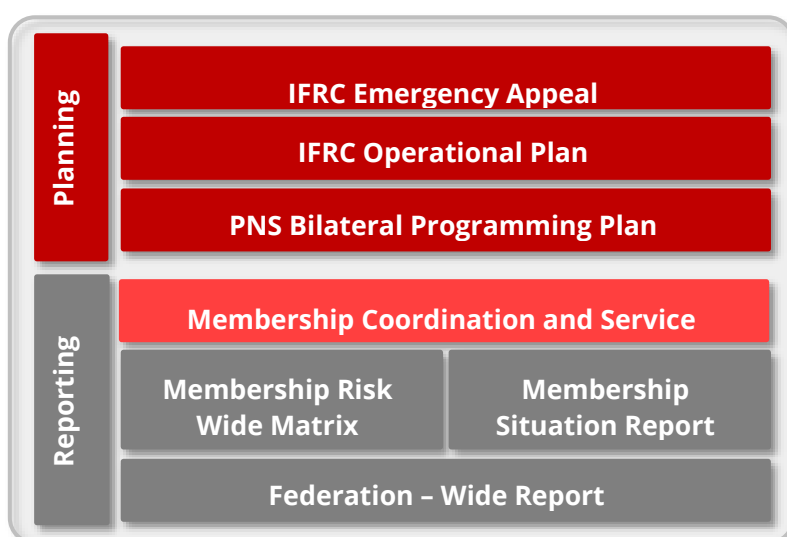 Planning
IFRC Emergency Appeal
IFRC Operational Plan
PNS Bilateral Programming Plan
Reporting
Membership Coordination and Service
Membership Risk
Wide Matrix
Membership
Situation Report
Federation – Wide Report